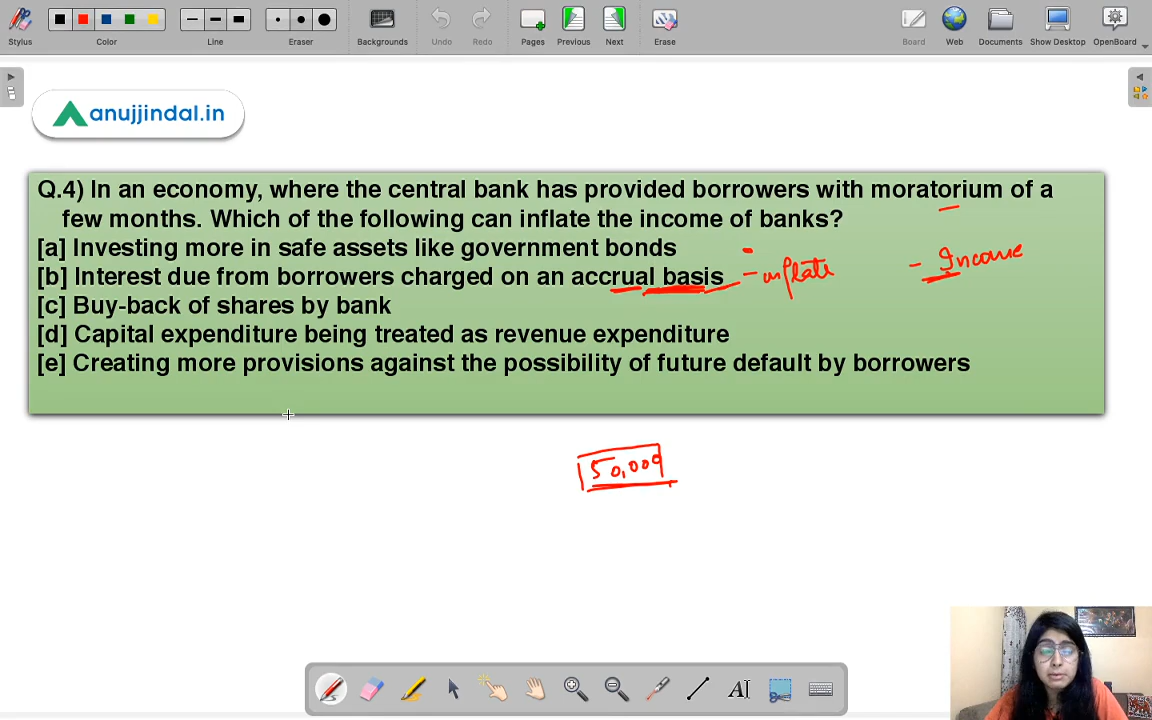 Stylus
Color
Line
Eraser
Backgrounds
Undo
Redo
Pages
Previous
Next
Erase
Board
Web
Documents
Show Desktop
OpenBoard
anujjindal.in
Q.4) In an economy, where the central bank has provided borrowers with moratorium of a
few months. Which of the following can inflate the income of banks?
[a] Investing more in safe assets like government bonds
[b] Interest due from borrowers charged on an accrual basis
- inflate
- Income
[c] Buy-back of shares by bank
[d] Capital expenditure being treated as revenue expenditure
[e] Creating more provisions against the possibility of future default by borrowers
50,000